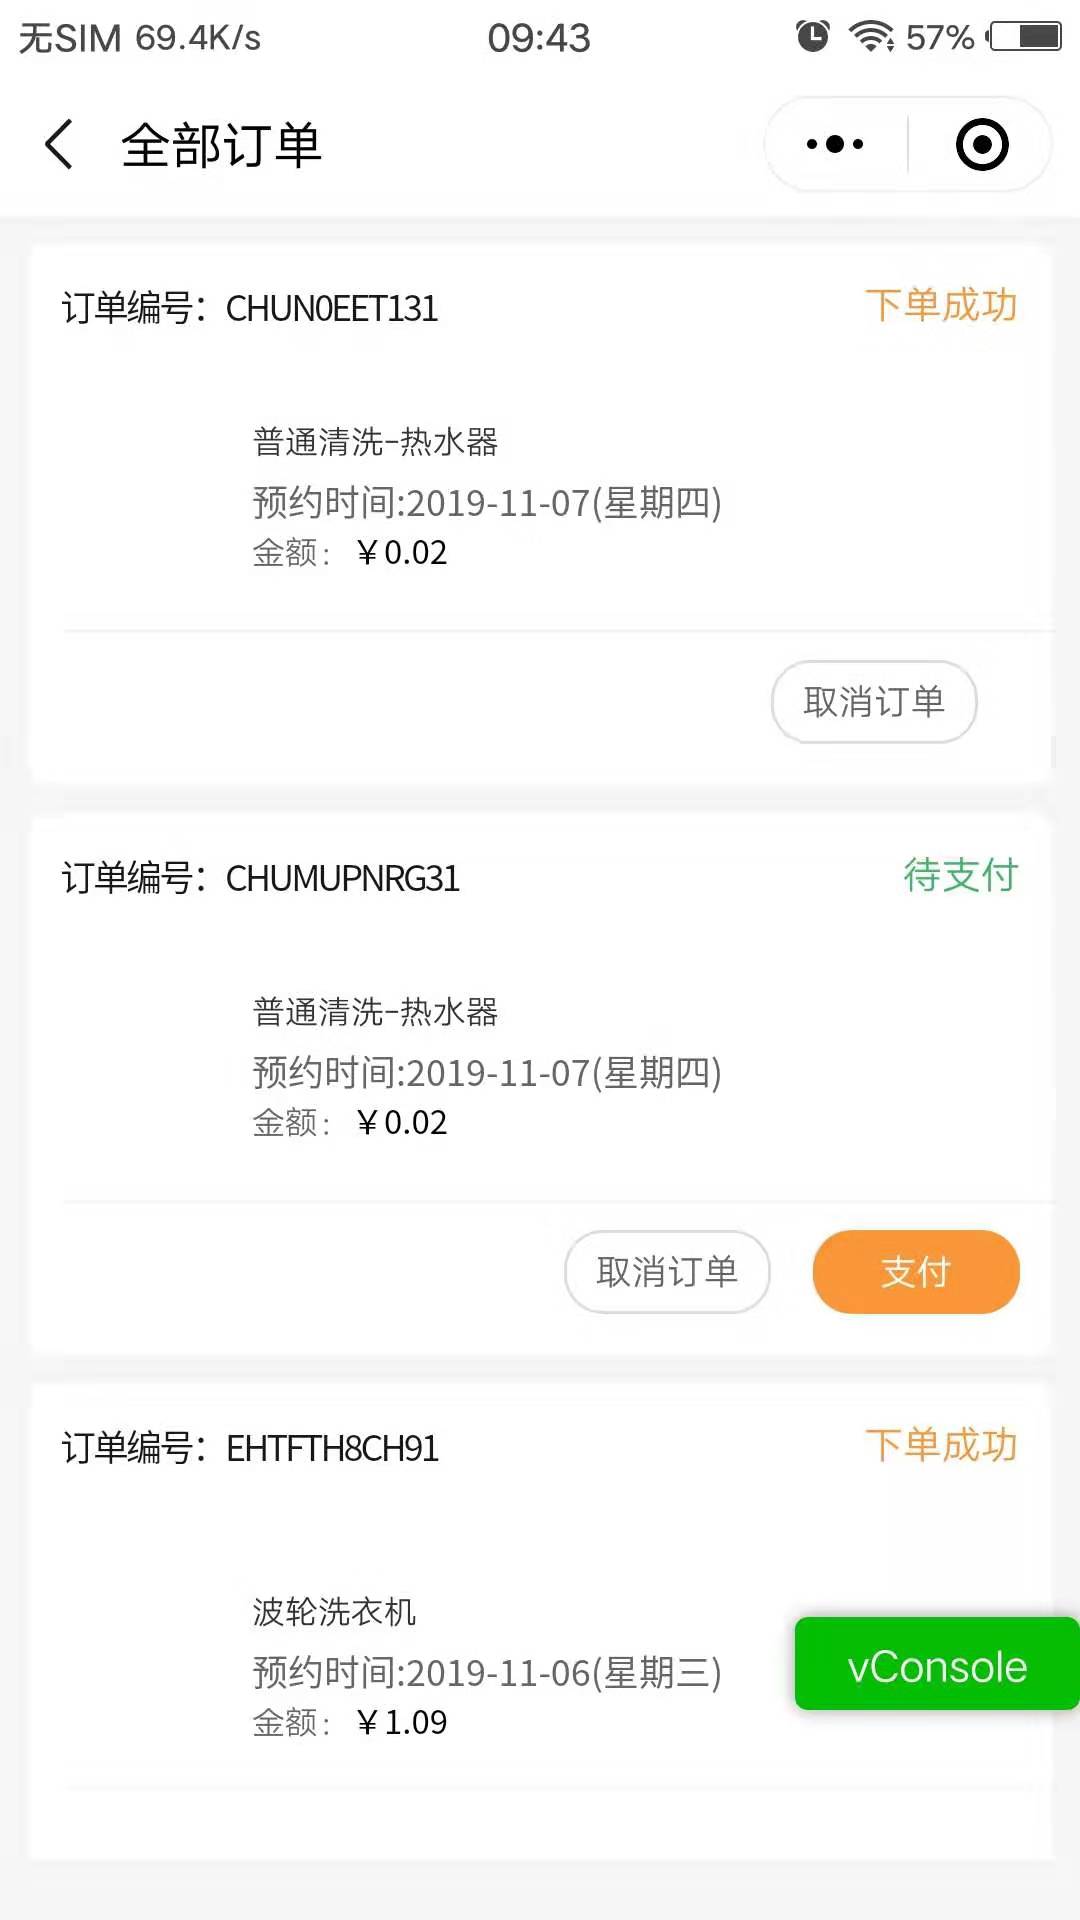 无SIM 69.4K/s 09:43 57%
全部订单
订单编号：CHUN0EET131 下单成功
普通清洗-热水器
预约时间:2019-11-07(星期四)
金额：￥0.02
取消订单
订单编号：CHUMUPNRG31 待支付
普通清洗-热水器
预约时间:2019-11-07(星期四)
金额：￥0.02
取消订单 支付
订单编号：EHTFTH8CH91 下单成功
波轮洗衣机
预约时间:2019-11-06(星期三)
vConsole
金额：￥1.09